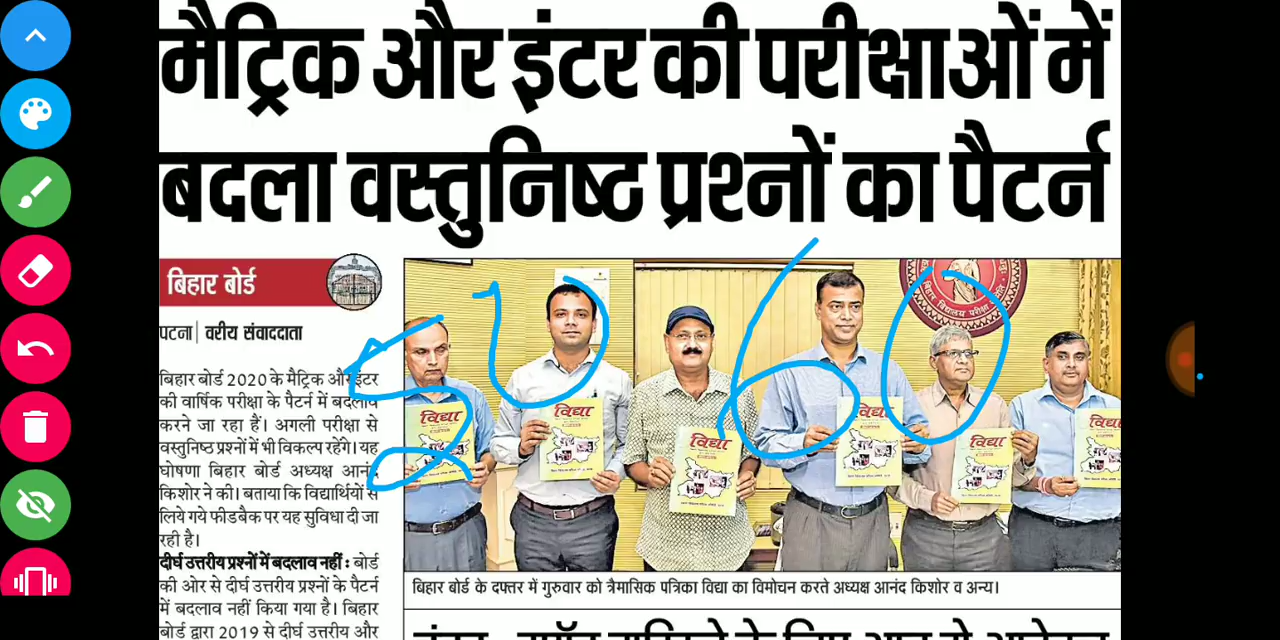 मैट्रिक और इंटर की परीक्षाओं में
बदला वस्तुनिष्ठ प्रश्नों का पैटर्न
बिहार बोर्ड
पटना | वरीय संवाददाता
बिहार बोर्ड 2020 के मैट्रिक और इंटर
की वार्षिक परीक्षा के पैटर्न में बदलाव
करने जा रहा है। अगली परीक्षा से
वस्तुनिष्ठ प्रश्नों में भी विकल्प रहेंगे। यह
घोषणा बिहार बोर्ड अध्यक्ष आनंद
किशोर ने की। बताया कि विद्यार्थियों से
लिये गये फीडबैक पर यह सुविधा दी जा
रही है।
दीर्घ उत्तरीय प्रश्नों में बदलाव नहीं : बोर्ड
की ओर से दीर्घ उत्तरीय प्रश्नों के पैटर्न
में बदलाव नहीं किया गया है। बिहार
बोर्ड द्वारा 2019 से दीर्घ उत्तरीय और
विद्या
विद्या
विद्या
विद्या
विद्या
विद्या
50
60
बिहार बोर्ड के दफ्तर में गुरुवार को त्रैमासिक पत्रिका विद्या का विमोचन करते अध्यक्ष आनंद किशोर व अन्य।